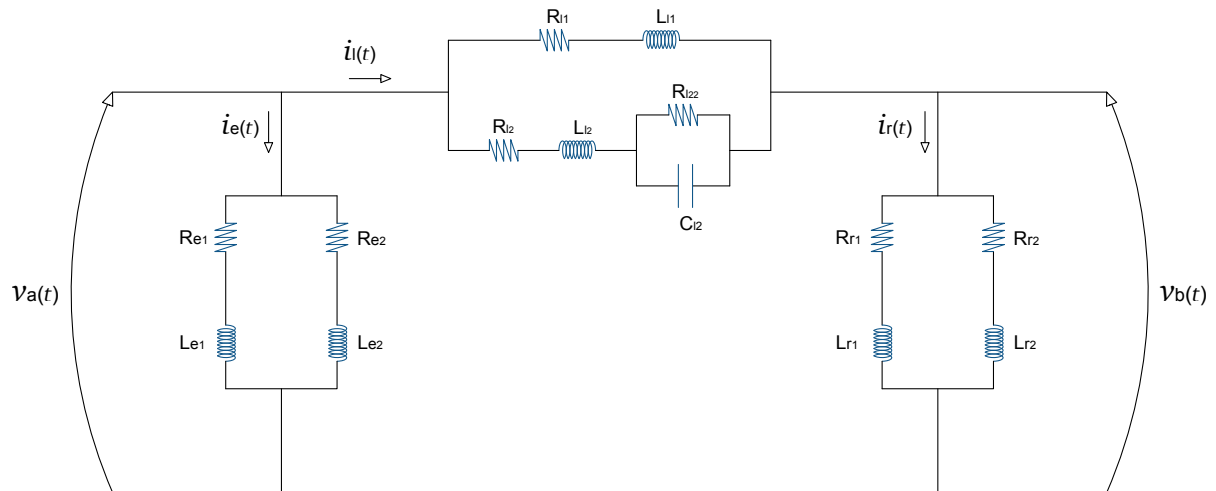 Rl1
Ll1
il(t)
Rl22
ie(t)
Rl2
Ll2
ir(t)
Cl2
Re1
Re2
Rr1
Rr2
va(t)
vb(t)
Le1
Le2
Lr1
Lr2